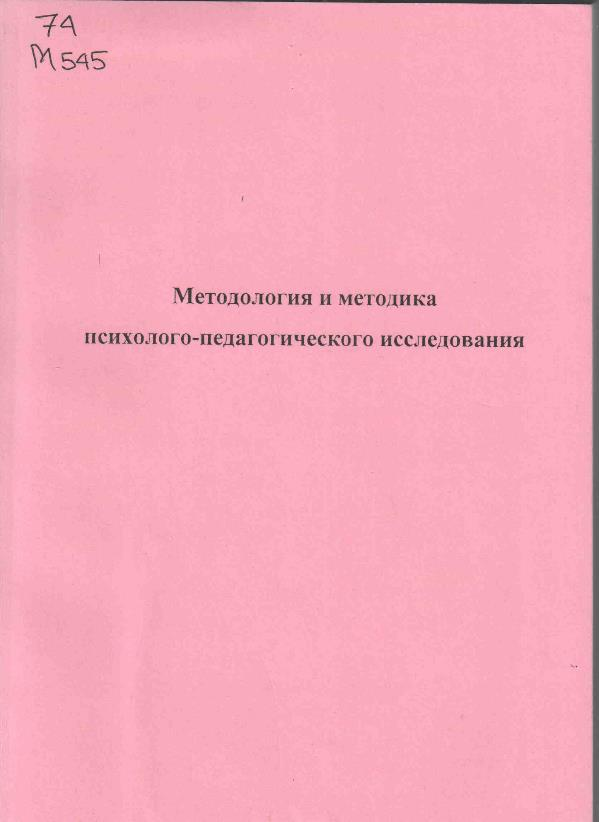 74
М545
Методология и методика
психолого-педагогического исследования